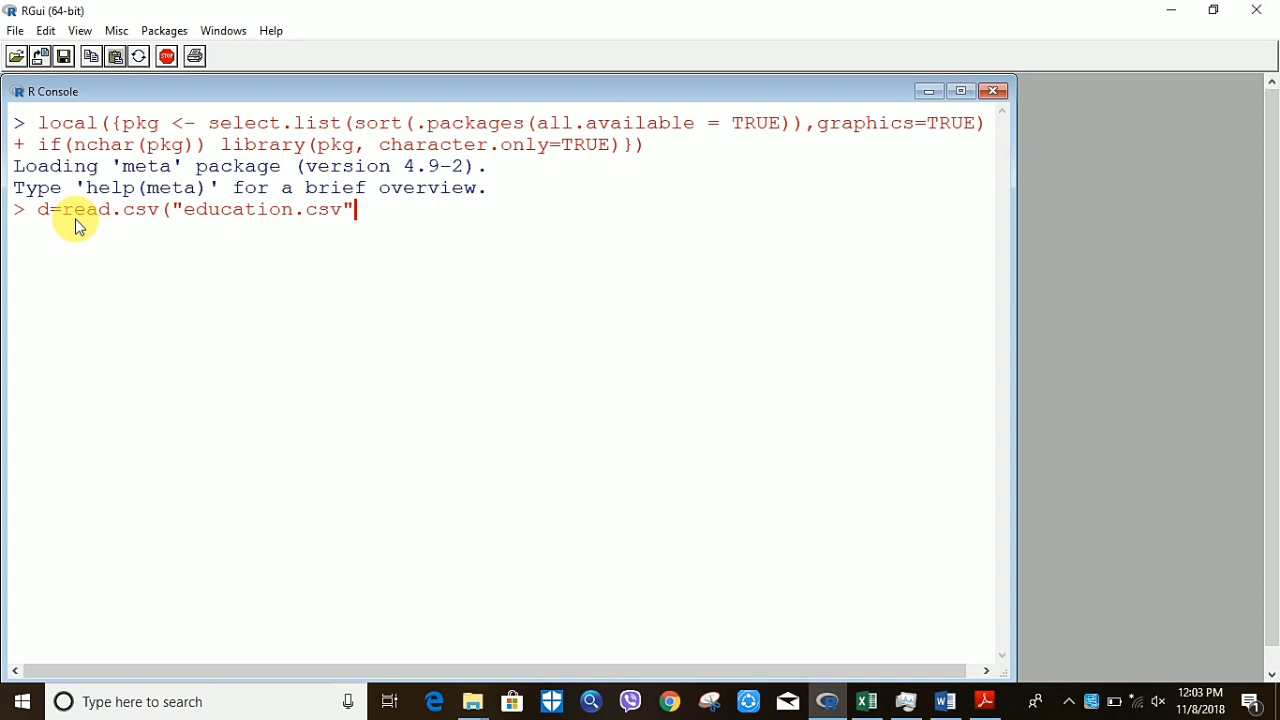 RGui (64-bit)
File Edit View Misc Packages Windows Help
STOP
R Console
> local({pkg <- select.list(sort(.packages(all.available = TRUE)),graphics=TRUE)
+ if(nchar(pkg)) library(pkg, character.only=TRUE)})
Loading 'meta' package (version 4.9-2).
Type 'help(meta)' for a brief overview.
> d=read.csv("education.csv"
Type here to search
12:03 PM
11/8/2018
1